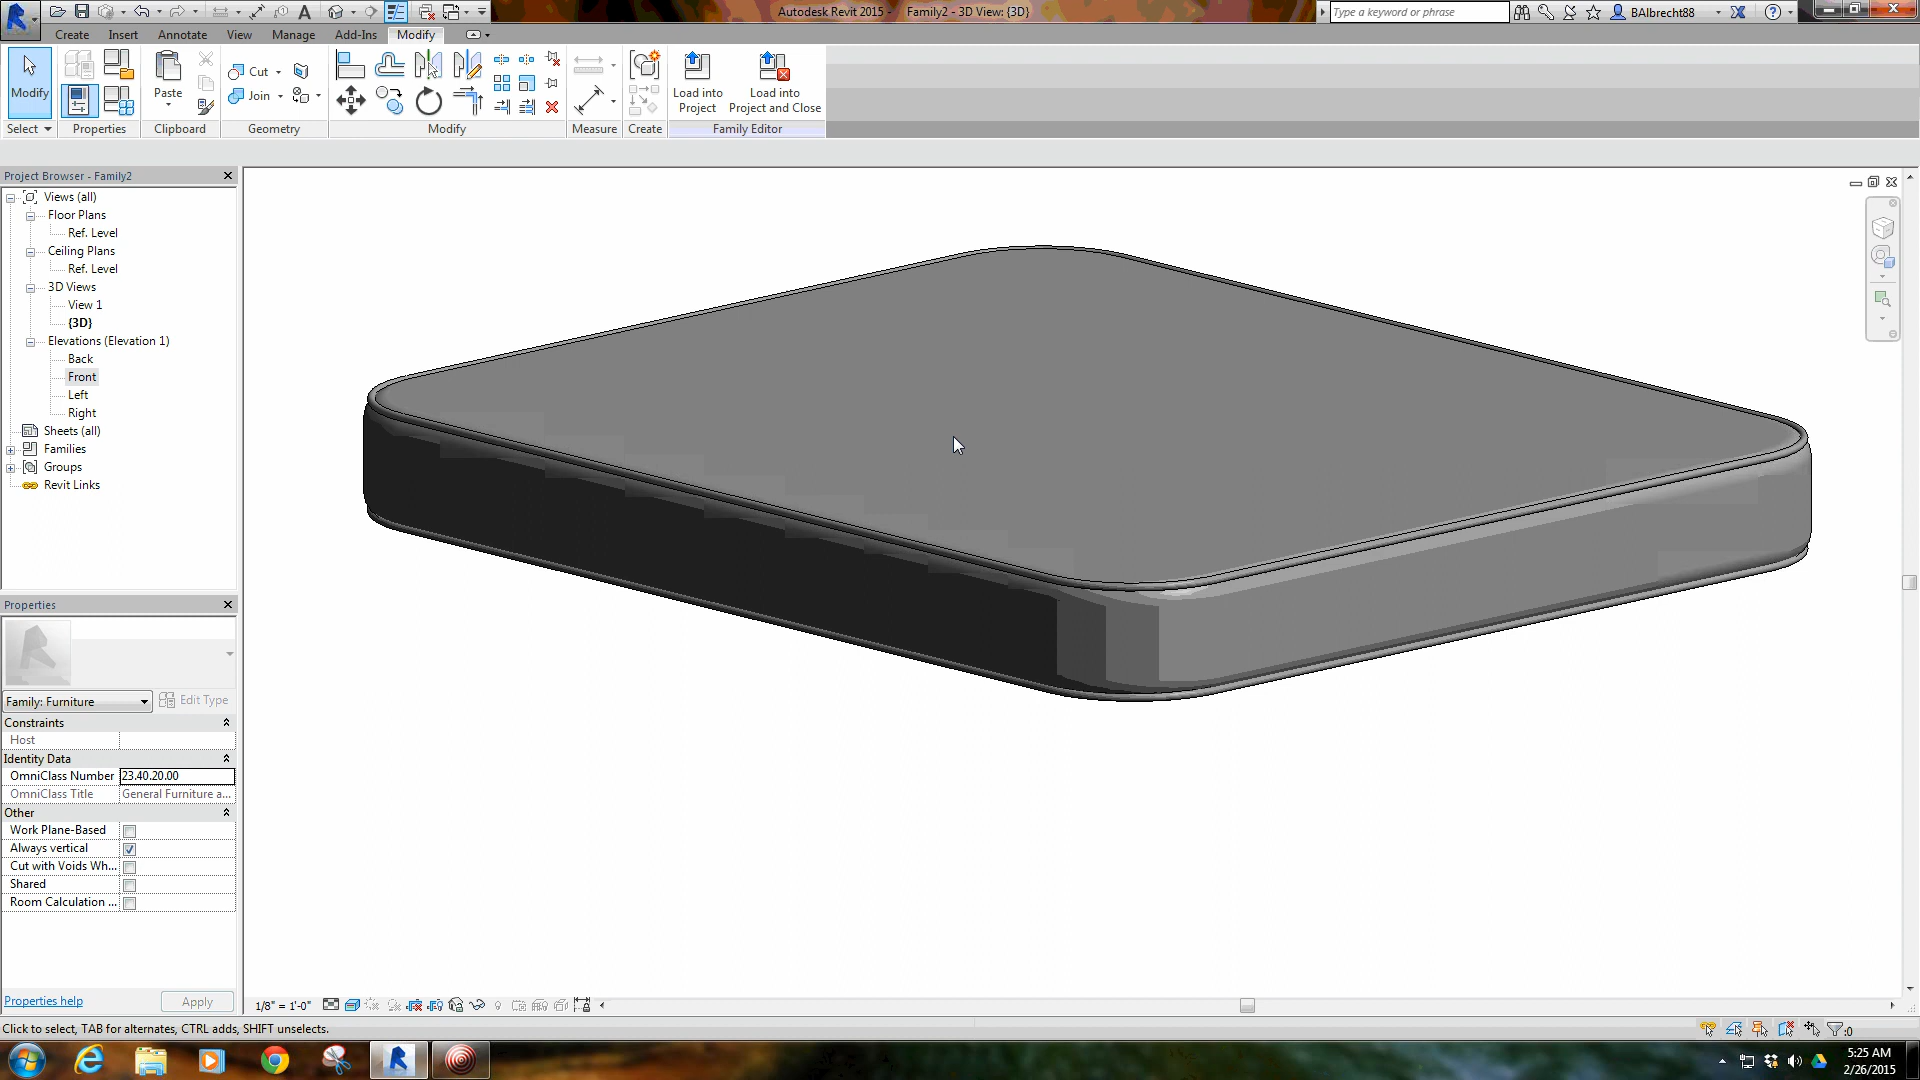 Autodesk Revit 2015 - Family2 - 3D View: {3D}
Type a keyword or phrase
BAlbrecht88
Create Insert Annotate View Manage Add-Ins Modify
Modify
Paste
Cut
Join
Load into Project
Load into Project and Close
Select Properties Clipboard Geometry Modify Measure Create Family Editor
Project Browser - Family2
Views (all)
Floor Plans
Ref. Level
Ceiling Plans
Ref. Level
3D Views
View 1
{3D}
Elevations (Elevation 1)
Back
Front
Left
Right
Sheets (all)
Families
Groups
Revit Links
Properties
Family: Furniture
Edit Type
Constraints
Host
Identity Data
OmniClass Number 23.40.20.00
OmniClass Title General Furniture a...
Other
Work Plane-Based
Always vertical
Cut with Voids Wh...
Shared
Room Calculation ...
Properties help
Apply
1/8" = 1'-0"
Click to select, TAB for alternates, CTRL adds, SHIFT unselects.
:0
5:25 AM
2/26/2015